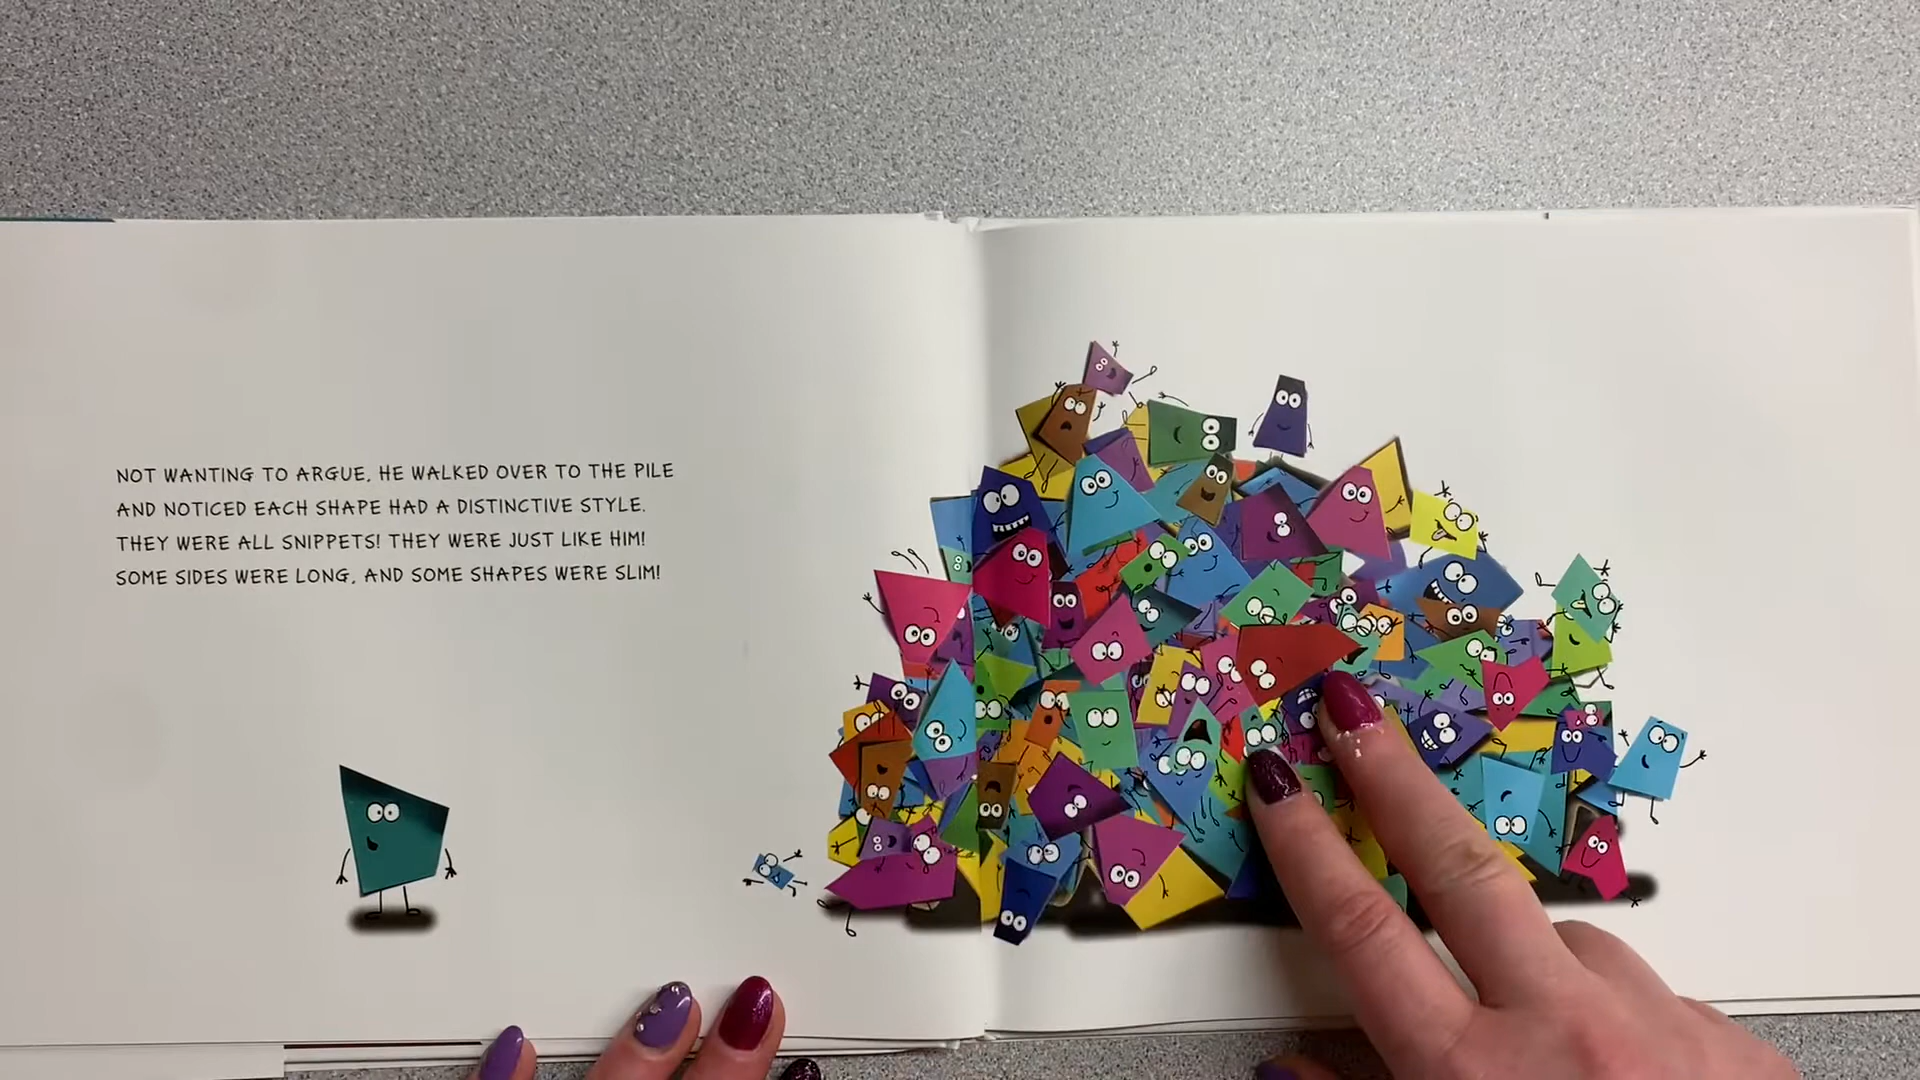 NOT WANTING TO ARGUE, HE WALKED OVER TO THE PILE
AND NOTICED EACH SHAPE HAD A DISTINCTIVE STYLE.
THEY WERE ALL SNIPPETS! THEY WERE JUST LIKE HIM!
SOME SIDES WERE LONG, AND SOME SHAPES WERE SLIM!